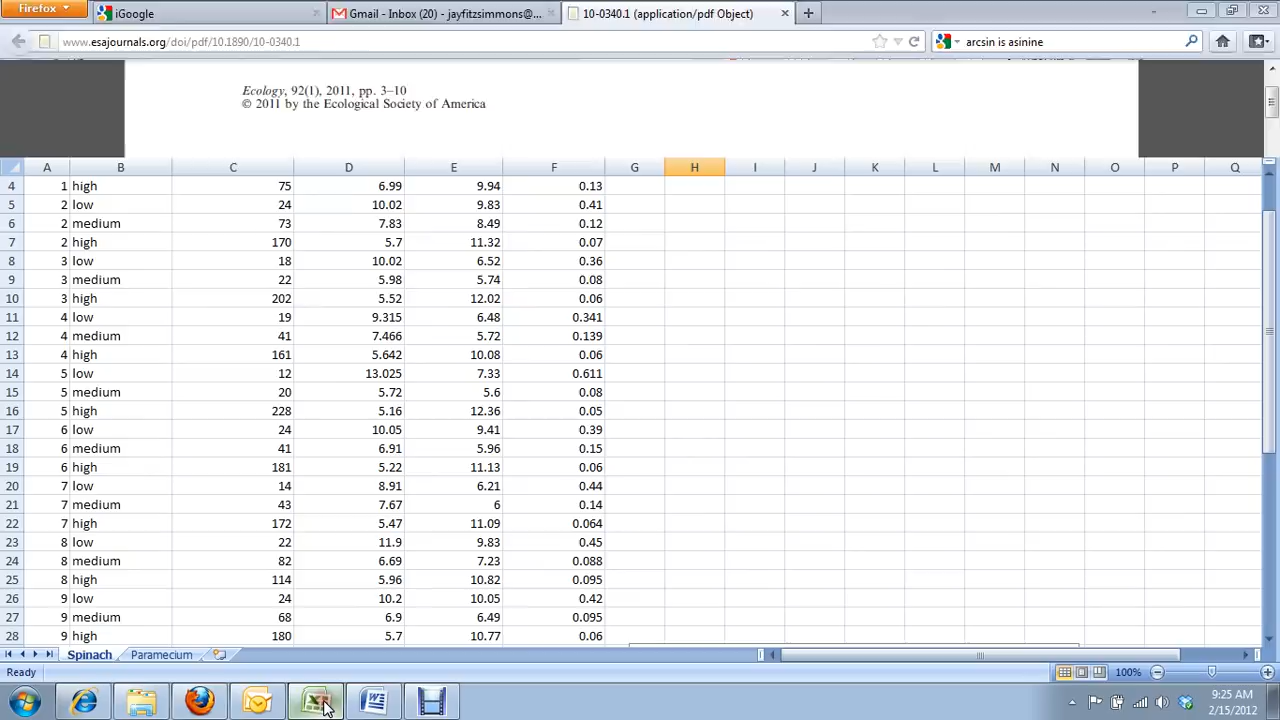 Firefox
iGoogle
Gmail - Inbox (20) - jayfitzsimmons@...
10-0340.1 (application/pdf Object)
www.esajournals.org/doi/pdf/10.1890/10-0340.1
arcsin is asinine
Ecology, 92(1), 2011, pp. 3–10
© 2011 by the Ecological Society of America
A B C D E F G H I J K L M N O P Q
4 1 high 75 6.99 9.94 0.13
5 2 low 24 10.02 9.83 0.41
6 2 medium 73 7.83 8.49 0.12
7 2 high 170 5.7 11.32 0.07
8 3 low 18 10.02 6.52 0.36
9 3 medium 22 5.98 5.74 0.08
10 3 high 202 5.52 12.02 0.06
11 4 low 19 9.315 6.48 0.341
12 4 medium 41 7.466 5.72 0.139
13 4 high 161 5.642 10.08 0.06
14 5 low 12 13.025 7.33 0.611
15 5 medium 20 5.72 5.6 0.08
16 5 high 228 5.16 12.36 0.05
17 6 low 24 10.05 9.41 0.39
18 6 medium 41 6.91 5.96 0.15
19 6 high 181 5.22 11.13 0.06
20 7 low 14 8.91 6.21 0.44
21 7 medium 43 7.67 6 0.14
22 7 high 172 5.47 11.09 0.064
23 8 low 22 11.9 9.83 0.45
24 8 medium 82 6.69 7.23 0.088
25 8 high 114 5.96 10.82 0.095
26 9 low 24 10.2 10.05 0.42
27 9 medium 68 6.9 6.49 0.095
28 9 high 180 5.7 10.77 0.06
Spinach Paramecium
Ready 100%
9:25 AM
2/15/2012